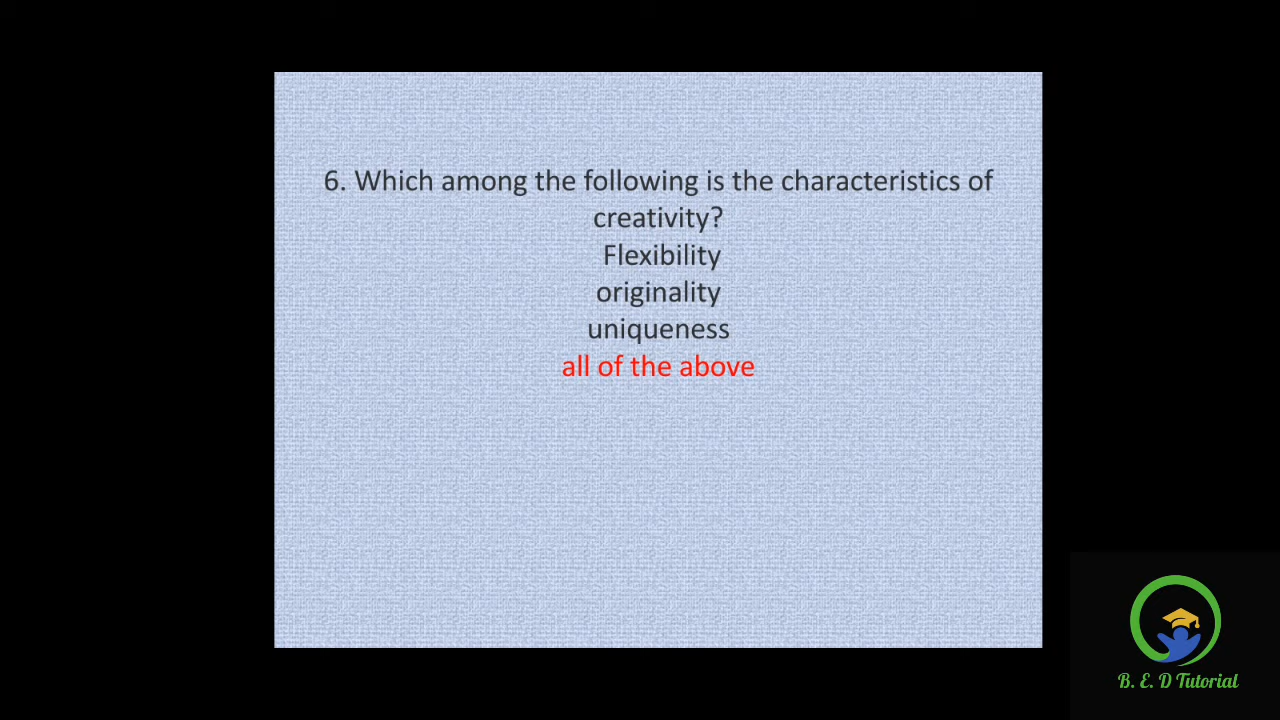 6. Which among the following is the characteristics of
creativity?
Flexibility
originality
uniqueness
all of the above
B. E. D Tutorial